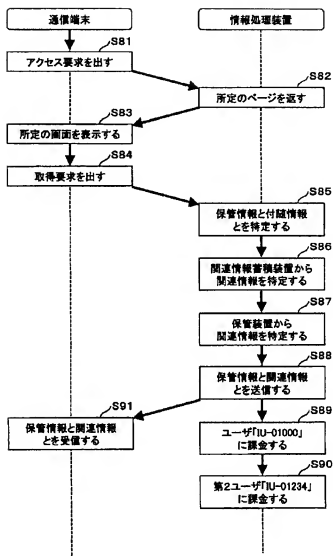 通信端末
情報処理装置
S81
アクセス要求を出す
S82
所定のページを返す
S83
所定の画面を表示する
S84
取得要求を出す
S85
保管情報と付随情報
とを特定する
S86
関連情報蓄積装置から
関連情報を特定する
S87
保管装置から
関連情報を特定する
S88
保管情報と関連情報
とを送信する
S91
保管情報と関連情報
とを受信する
S89
ユーザ「IU-01000」
に課金する
S90
第2ユーザ「IU-01234」
に課金する